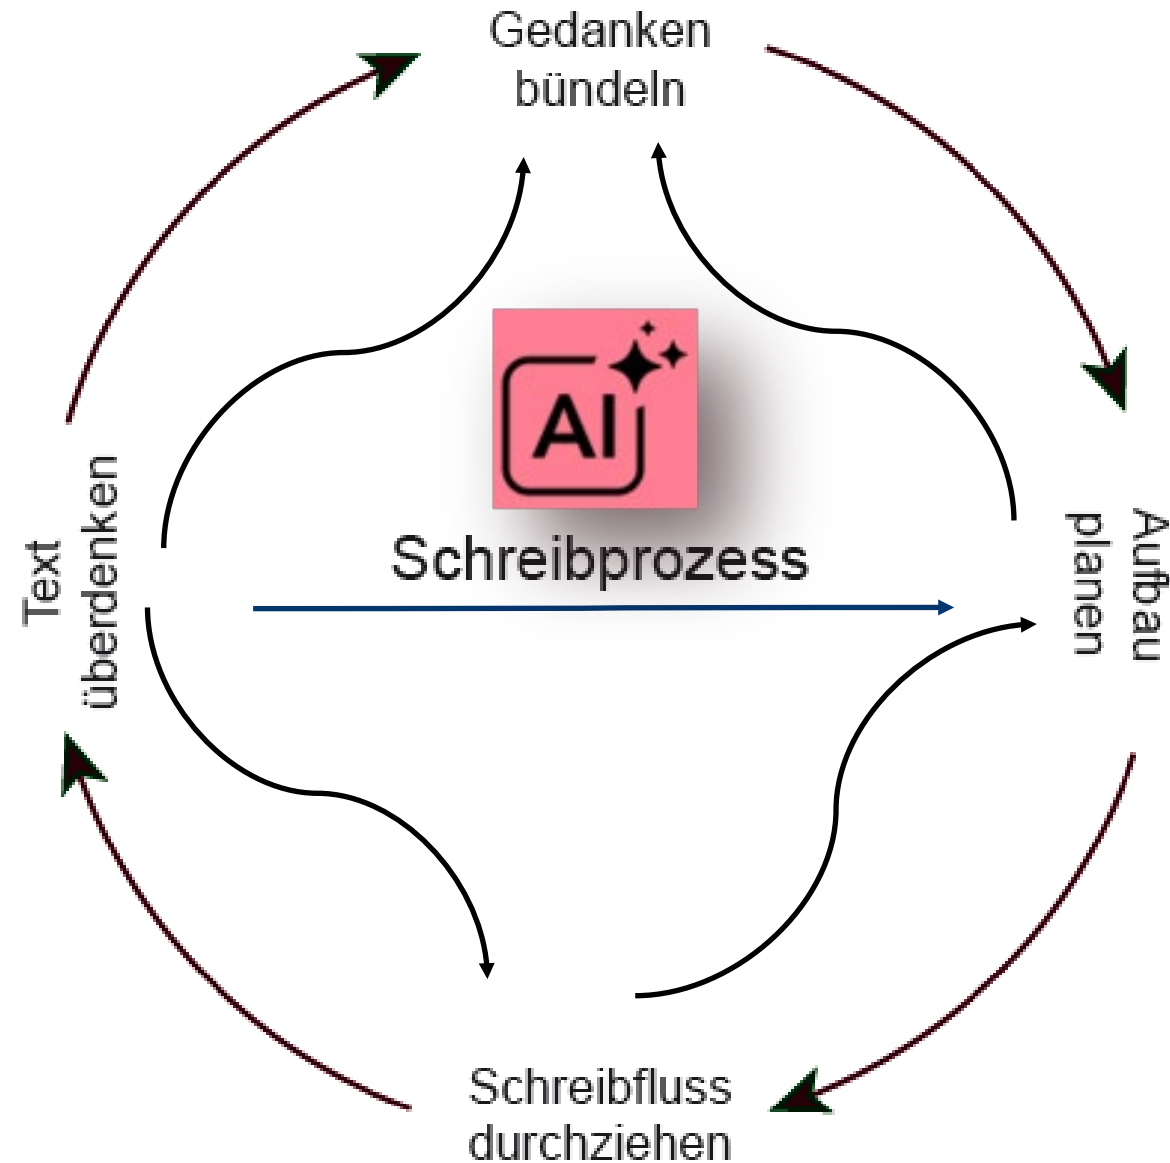 Gedanken
bündeln
AI
Schreibprozess
Aufbau
planen
Text
überdenken
Schreibfluss
durchziehen